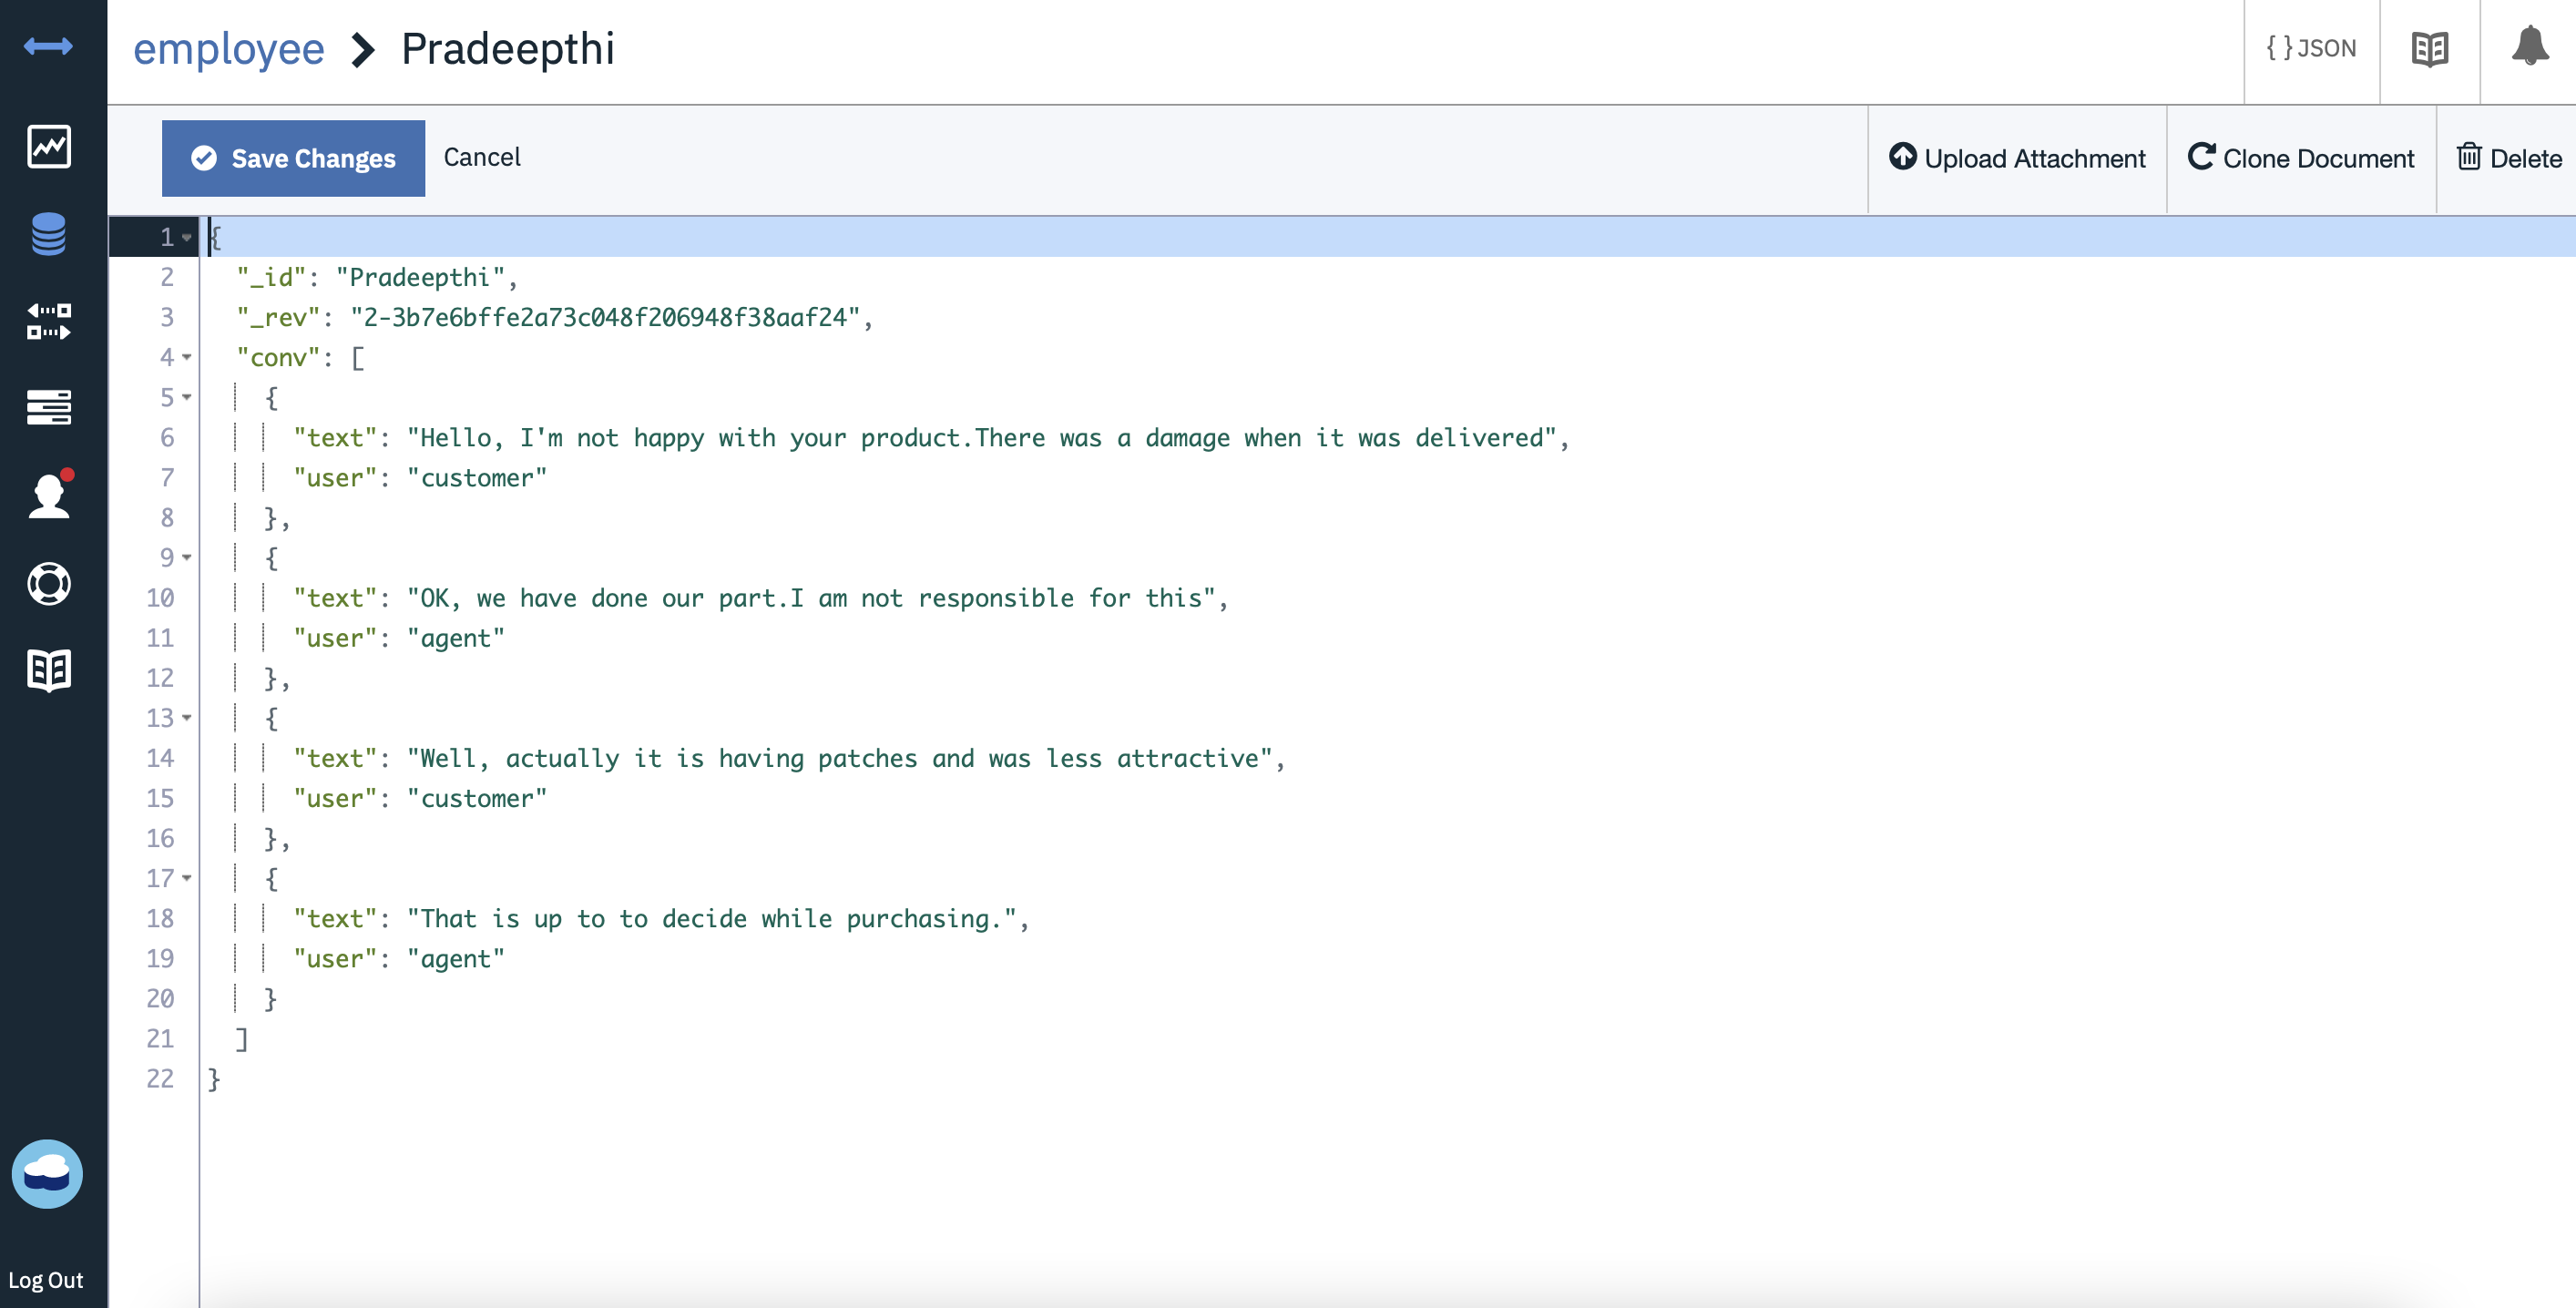 employee > Pradeepthi
{ } JSON
Save Changes
Cancel
Upload Attachment
Clone Document
Delete
1 {
2 "_id": "Pradeepthi",
3 "_rev": "2-3b7e6bffe2a73c048f206948f38aaf24",
4 "conv": [
5 {
6 "text": "Hello, I'm not happy with your product.There was a damage when it was delivered",
7 "user": "customer"
8 },
9 {
10 "text": "OK, we have done our part.I am not responsible for this",
11 "user": "agent"
12 },
13 {
14 "text": "Well, actually it is having patches and was less attractive",
15 "user": "customer"
16 },
17 {
18 "text": "That is up to to decide while purchasing.",
19 "user": "agent"
20 }
21 ]
22 }
Log Out